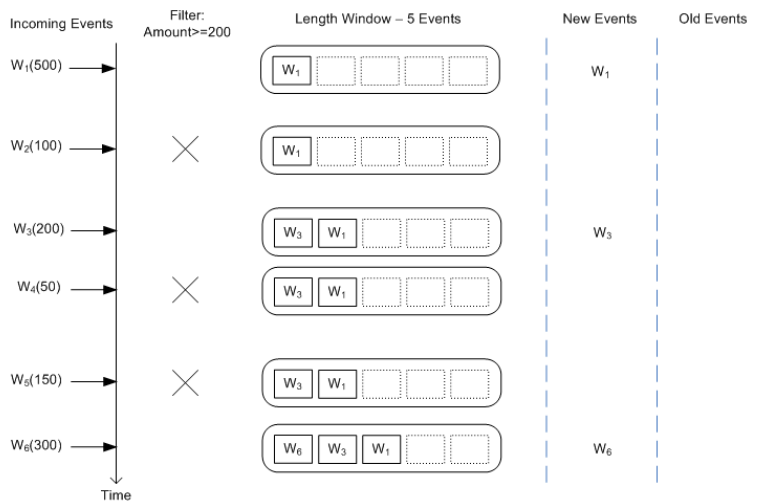 Incoming Events
Filter:
Amount>=200
Length Window – 5 Events
New Events
Old Events
W₁(500)
W₁
W₁
W₂(100)
W₁
W₃(200)
W₃ W₁
W₃
W₄(50)
W₃ W₁
W₅(150)
W₃ W₁
W₆(300)
W₆ W₃ W₁
W₆
Time